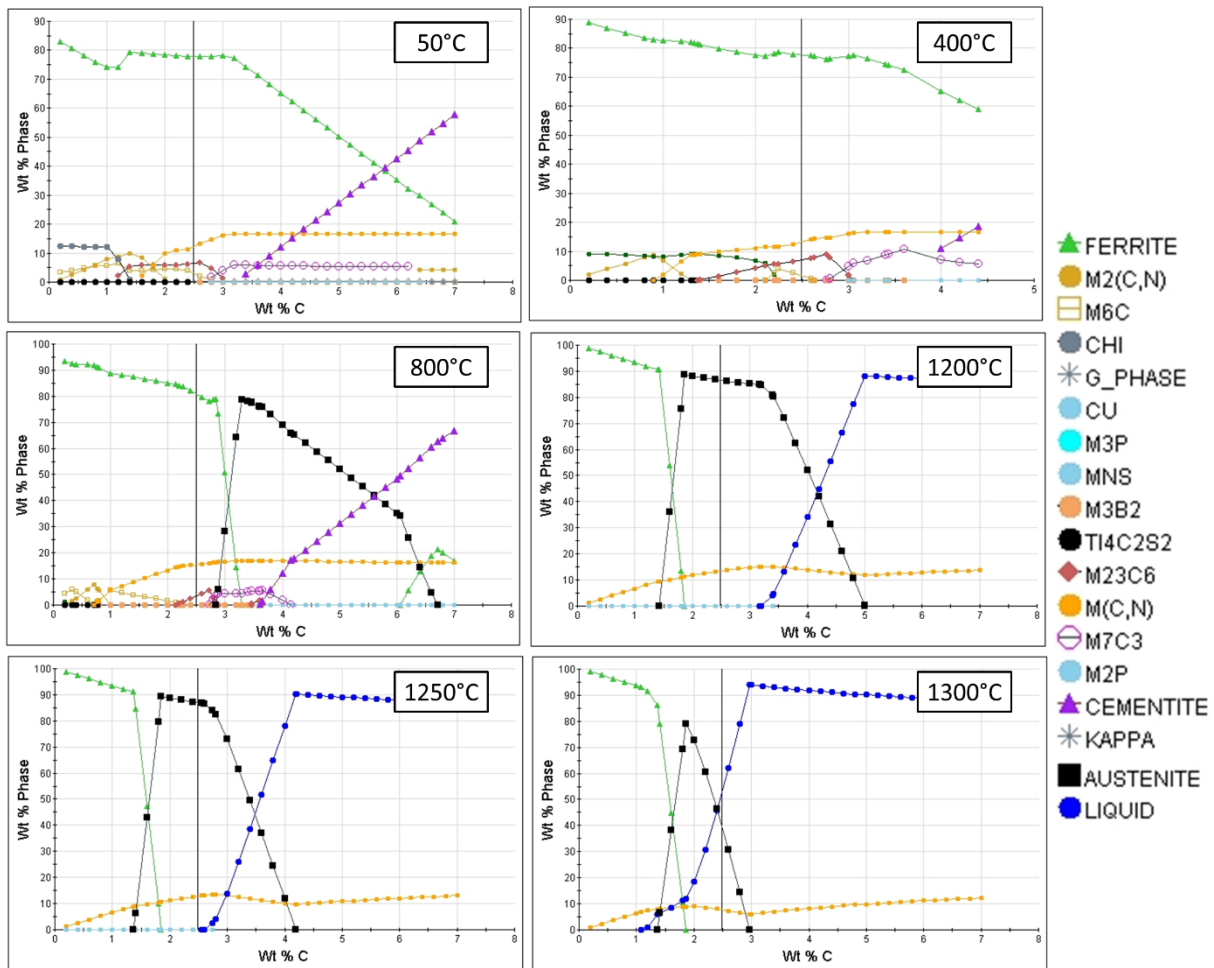 50°C
90
80
70
60
50
40
30
20
10
0
Wt % Phase
0 1 2 3 4 5 6 7 8
Wt % C
400°C
90
80
70
60
50
40
30
20
10
0
Wt % Phase
0 1 2 3 4 5
Wt % C
800°C
100
90
80
70
60
50
40
30
20
10
0
Wt % Phase
0 1 2 3 4 5 6 7 8
Wt % C
1200°C
100
90
80
70
60
50
40
30
20
10
0
Wt % Phase
0 1 2 3 4 5 6 7 8
Wt % C
1250°C
100
90
80
70
60
50
40
30
20
10
0
Wt % Phase
0 1 2 3 4 5 6 7 8
Wt % C
1300°C
100
90
80
70
60
50
40
30
20
10
0
Wt % Phase
0 1 2 3 4 5 6 7 8
Wt % C
FERRITE
M2(C,N)
M6C
CHI
G_PHASE
CU
M3P
MNS
M3B2
TI4C2S2
M23C6
M(C,N)
M7C3
M2P
CEMENTITE
KAPPA
AUSTENITE
LIQUID